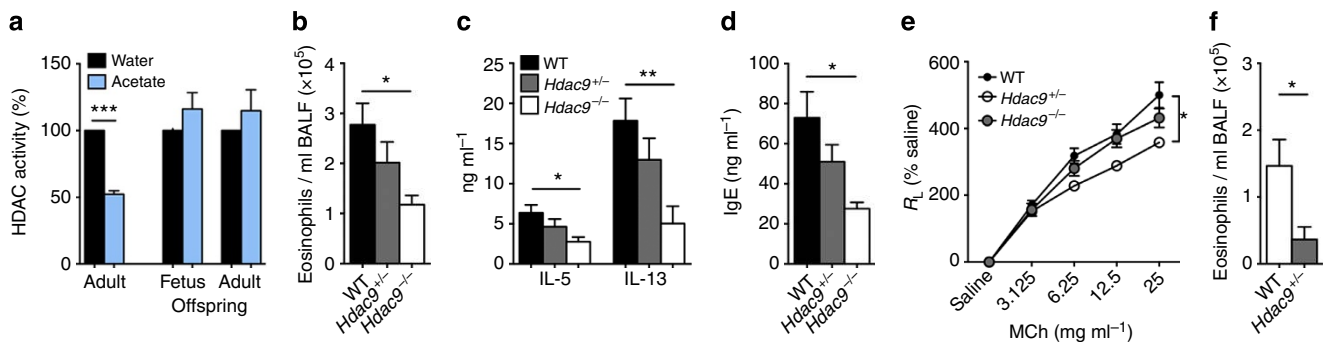 a
HDAC activity (%)
150
100
50
0
Water
Acetate
***
Adult
Fetus
Adult
Offspring
b
Eosinophils / ml BALF (×10⁵)
4
3
2
1
0
*
WT
Hdac9⁺/⁻
Hdac9⁻/⁻
c
ng ml⁻¹
25
20
15
10
5
0
WT
Hdac9⁺/⁻
Hdac9⁻/⁻
*
**
IL-5
IL-13
d
IgE (ng ml⁻¹)
100
80
60
40
20
0
*
WT
Hdac9⁺/⁻
Hdac9⁻/⁻
e
R_L (% saline)
600
400
200
0
WT
Hdac9⁺/⁻
Hdac9⁻/⁻
*
Saline
3.125
6.25
12.5
25
MCh (mg ml⁻¹)
f
Eosinophils / ml BALF (×10⁵)
3
2
1
0
*
WT
Hdac9⁺/⁻